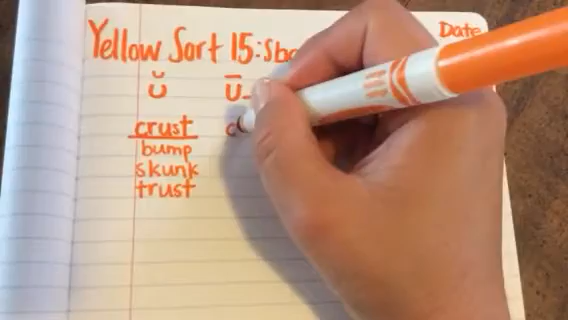 Date
Yellow Sort 15:
ŭ ū
crust
bump
skunk
trust